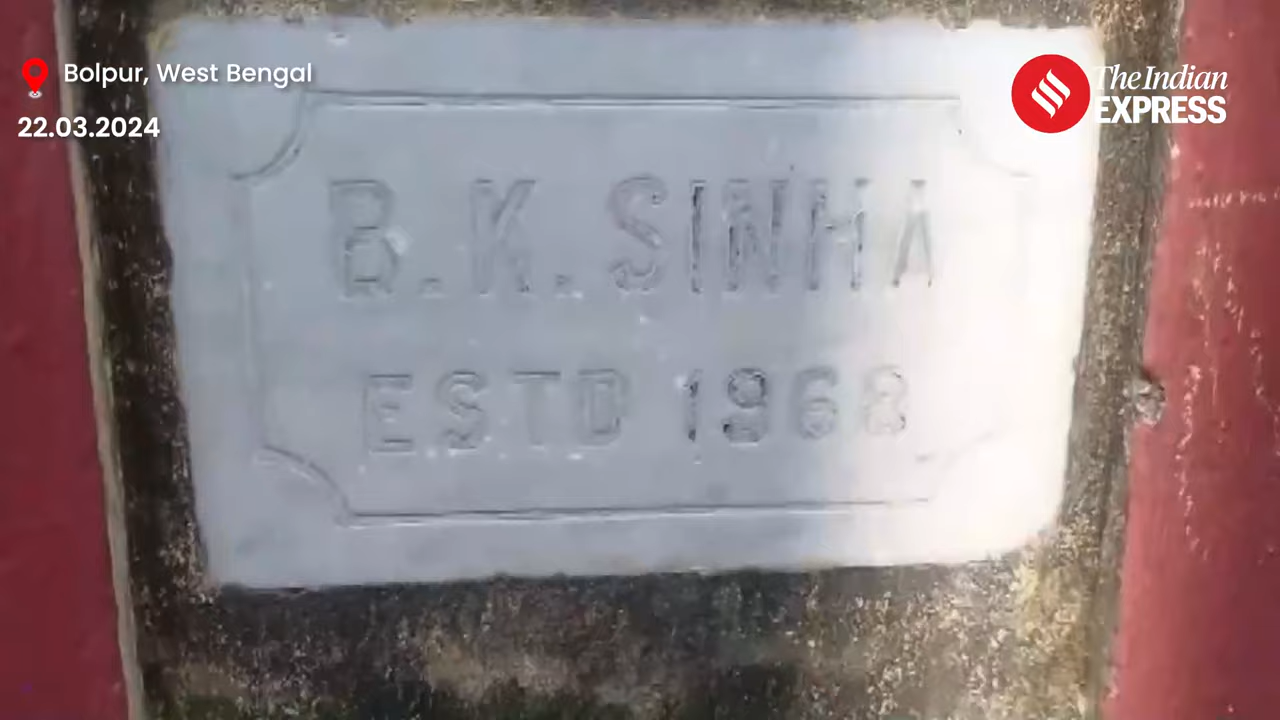 Bolpur, West Bengal
22.03.2024
The Indian
EXPRESS
B.K. SINHA
ESTD 1968